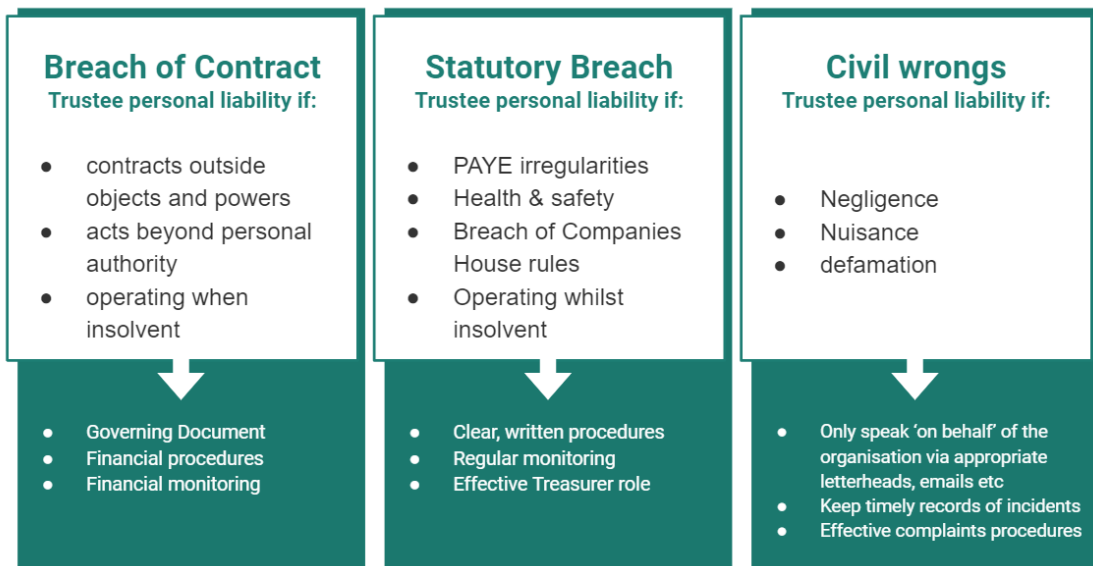 Breach of Contract
Trustee personal liability if:
● contracts outside
objects and powers
● acts beyond personal
authority
● operating when
insolvent
● Governing Document
● Financial procedures
● Financial monitoring
Statutory Breach
Trustee personal liability if:
● PAYE irregularities
● Health & safety
● Breach of Companies
House rules
● Operating whilst
insolvent
● Clear, written procedures
● Regular monitoring
● Effective Treasurer role
Civil wrongs
Trustee personal liability if:
● Negligence
● Nuisance
● defamation
● Only speak ‘on behalf’ of the
organisation via appropriate
letterheads, emails etc
● Keep timely records of incidents
● Effective complaints procedures